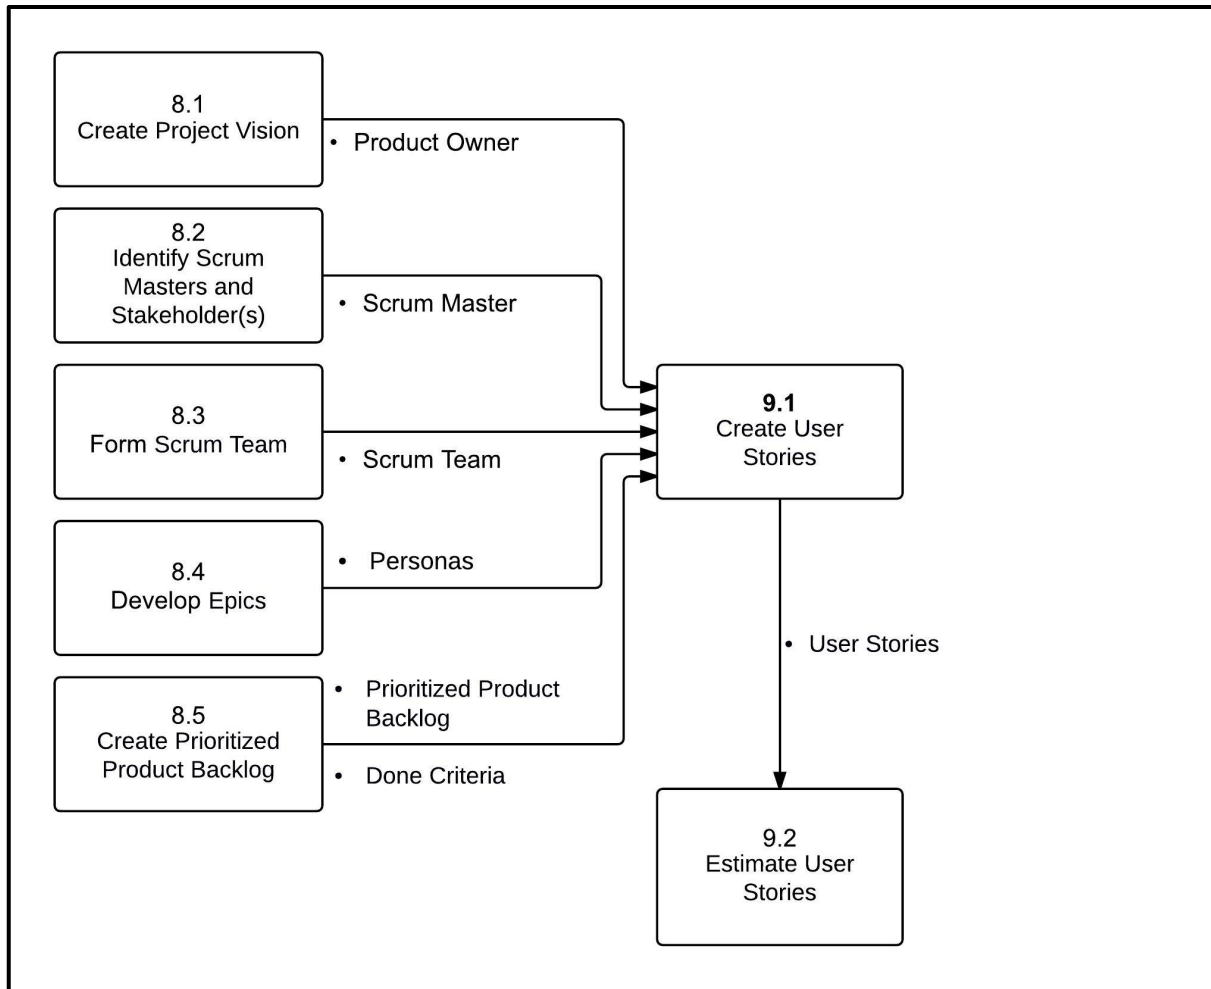 8.1
Create Project Vision
• Product Owner
8.2
Identify Scrum
Masters and
Stakeholder(s)
• Scrum Master
8.3
Form Scrum Team
• Scrum Team
9.1
Create User
Stories
8.4
Develop Epics
• Personas
• User Stories
8.5
Create Prioritized
Product Backlog
• Prioritized Product
Backlog
• Done Criteria
9.2
Estimate User
Stories